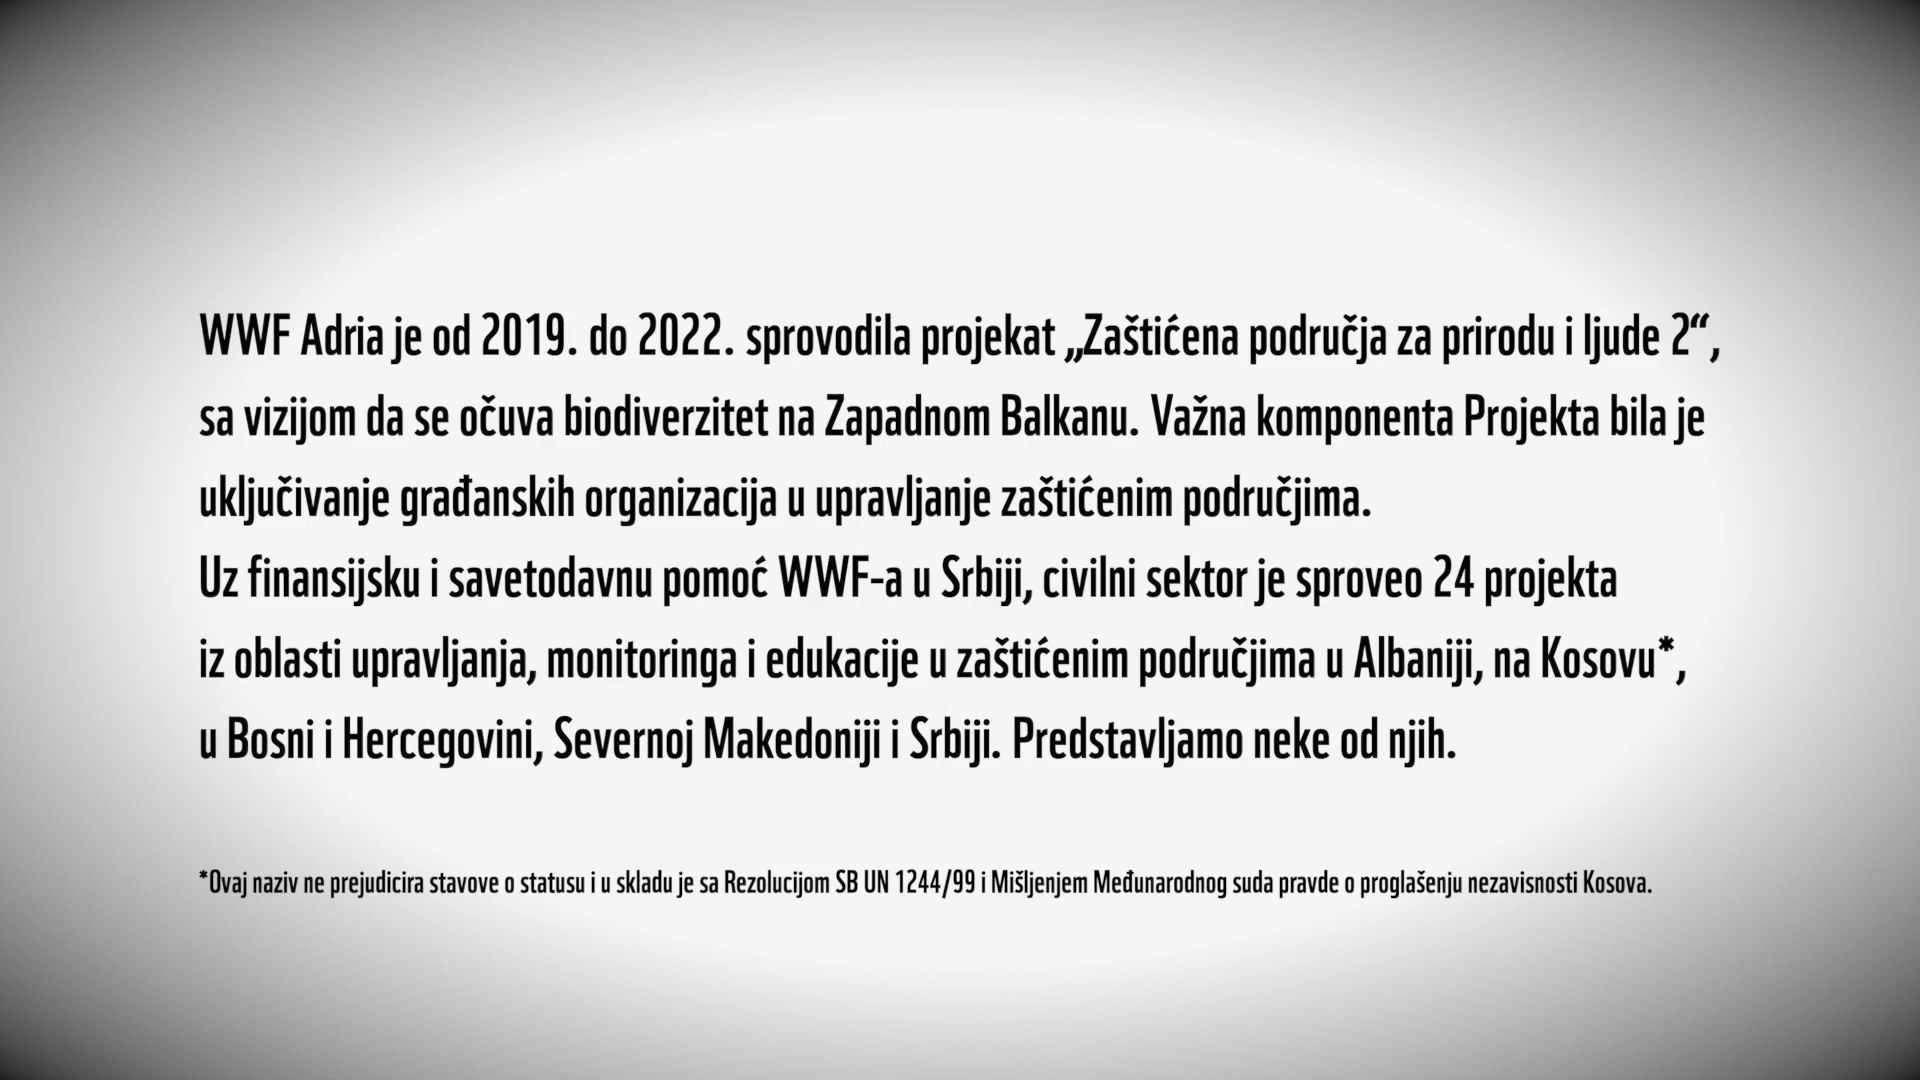 WWF Adria je od 2019. do 2022. sprovodila projekat „Zaštićena područja za prirodu i ljude 2“,
sa vizijom da se očuva biodiverzitet na Zapadnom Balkanu. Važna komponenta Projekta bila je
uključivanje građanskih organizacija u upravljanje zaštićenim područjima.
Uz finansijsku i savetodavnu pomoć WWF-a u Srbiji, civilni sektor je sproveo 24 projekta
iz oblasti upravljanja, monitoringa i edukacije u zaštićenim područjima u Albaniji, na Kosovu*,
u Bosni i Hercegovini, Severnoj Makedoniji i Srbiji. Predstavljamo neke od njih.
*Ovaj naziv ne prejudicira stavove o statusu i u skladu je sa Rezolucijom SB UN 1244/99 i Mišljenjem Međunarodnog suda pravde o proglašenju nezavisnosti Kosova.